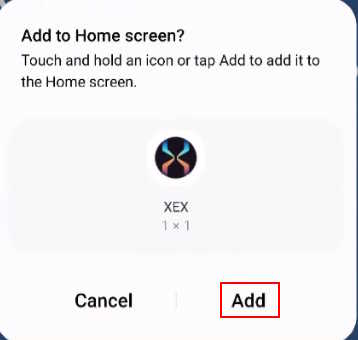 Add to Home screen?
Touch and hold an icon or tap Add to add it to
the Home screen.
XEX
1 × 1
Cancel
Add